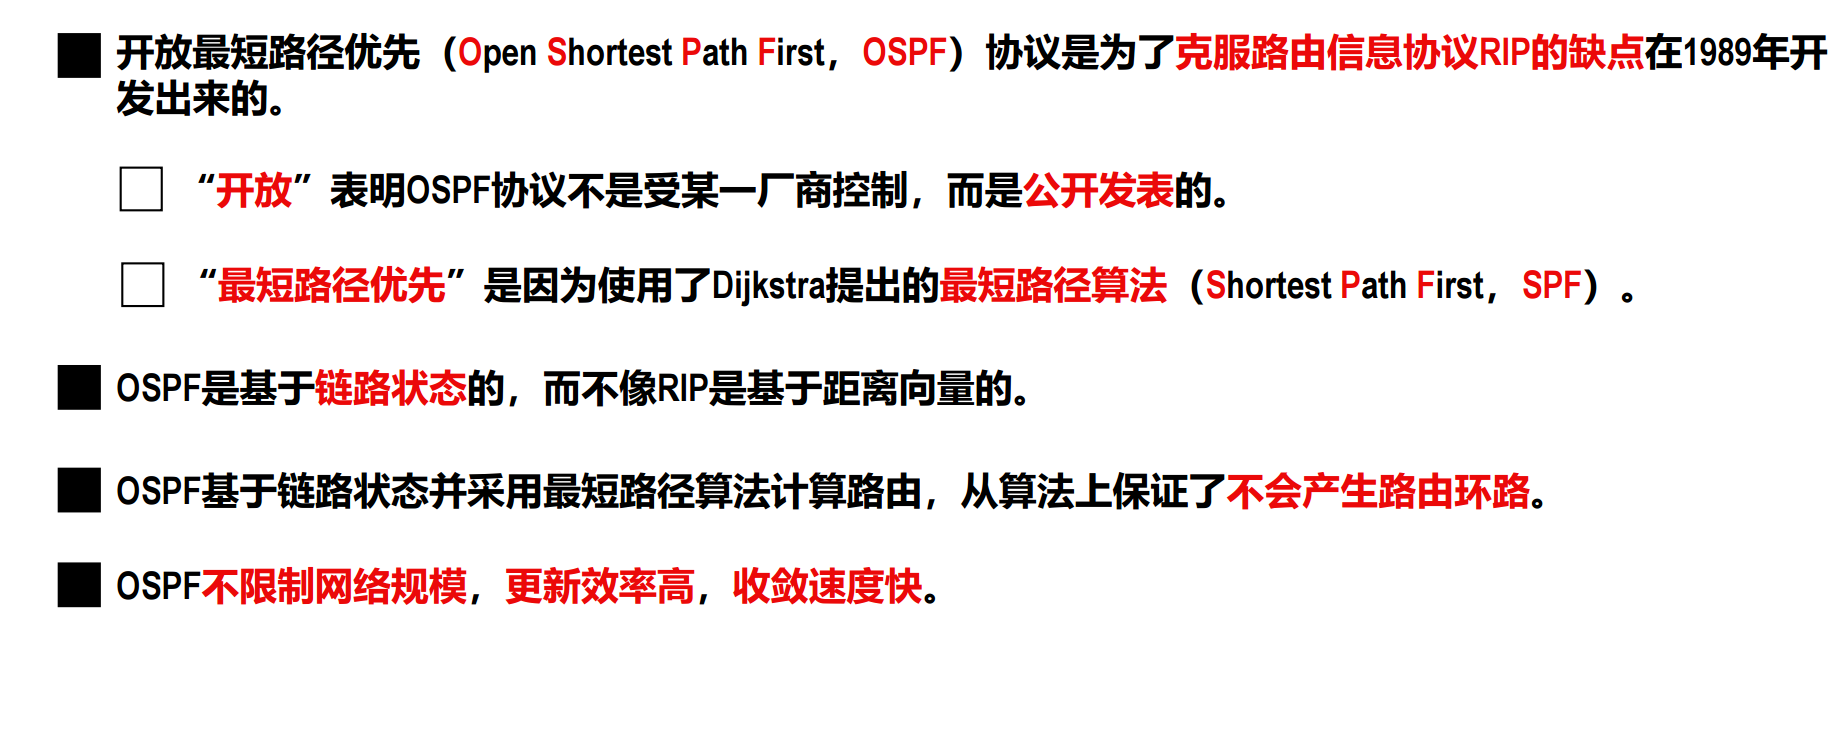 开放最短路径优先（Open Shortest Path First，OSPF）协议是为了克服路由信息协议RIP的缺点在1989年开
发出来的。
“开放”表明OSPF协议不是受某一厂商控制，而是公开发表的。
“最短路径优先”是因为使用了Dijkstra提出的最短路径算法（Shortest Path First，SPF）。
OSPF是基于链路状态的，而不像RIP是基于距离向量的。
OSPF基于链路状态并采用最短路径算法计算路由，从算法上保证了不会产生路由环路。
OSPF不限制网络规模，更新效率高，收敛速度快。